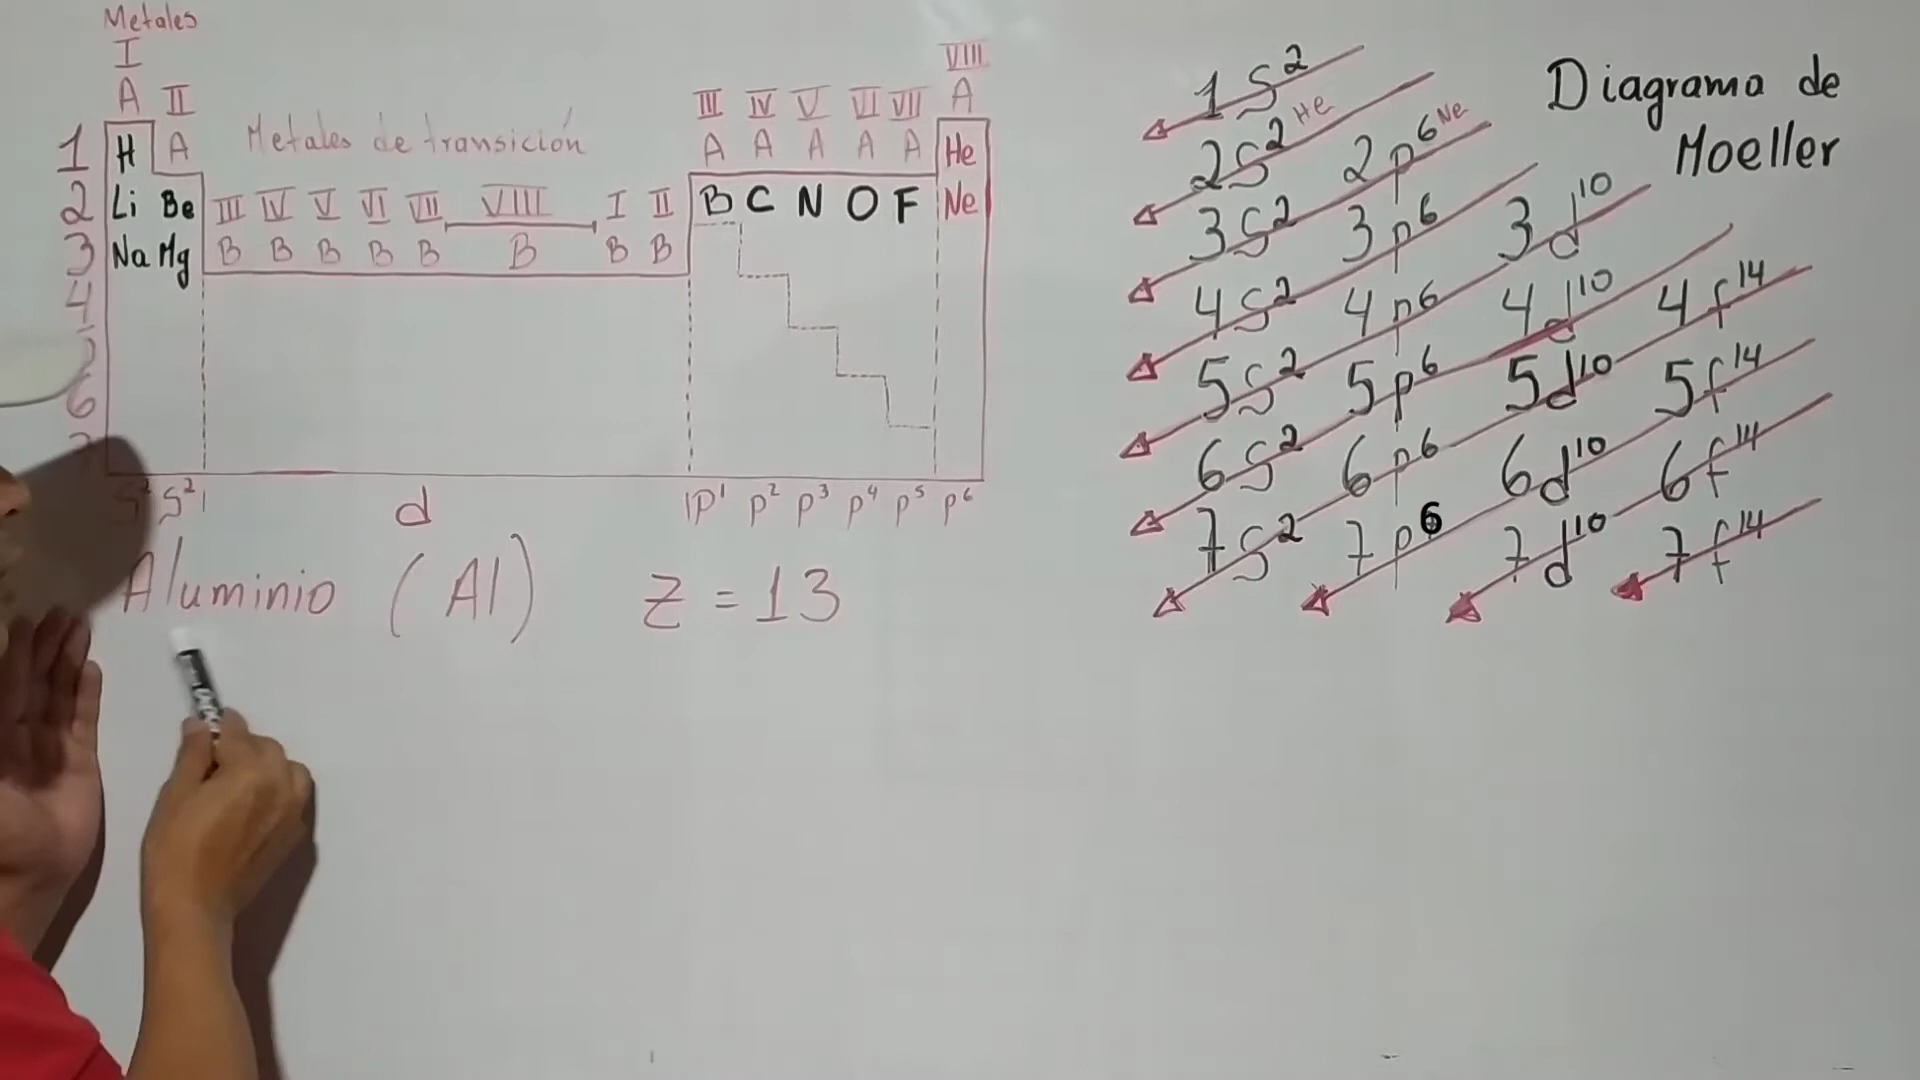 Metales
I VIII
A II III IV V VI VII A
1 H A Metales de transición A A A A A He
2 Li Be III IV V VI VII VIII I II B C N O F Ne
3 Na Mg B B B B B B B B
4
6
S² S² d p¹ p² p³ p⁴ p⁵ p⁶
Aluminio (Al) Z = 13
Diagrama de
Moeller
1S² He
2S² 2p⁶ Ne
3S² 3p⁶ 3d¹⁰
4S² 4p⁶ 4d¹⁰ 4f¹⁴
5S² 5p⁶ 5d¹⁰ 5f¹⁴
6S² 6p⁶ 6d¹⁰ 6f¹⁴
7S² 7p⁶ 7d¹⁰ 7f¹⁴